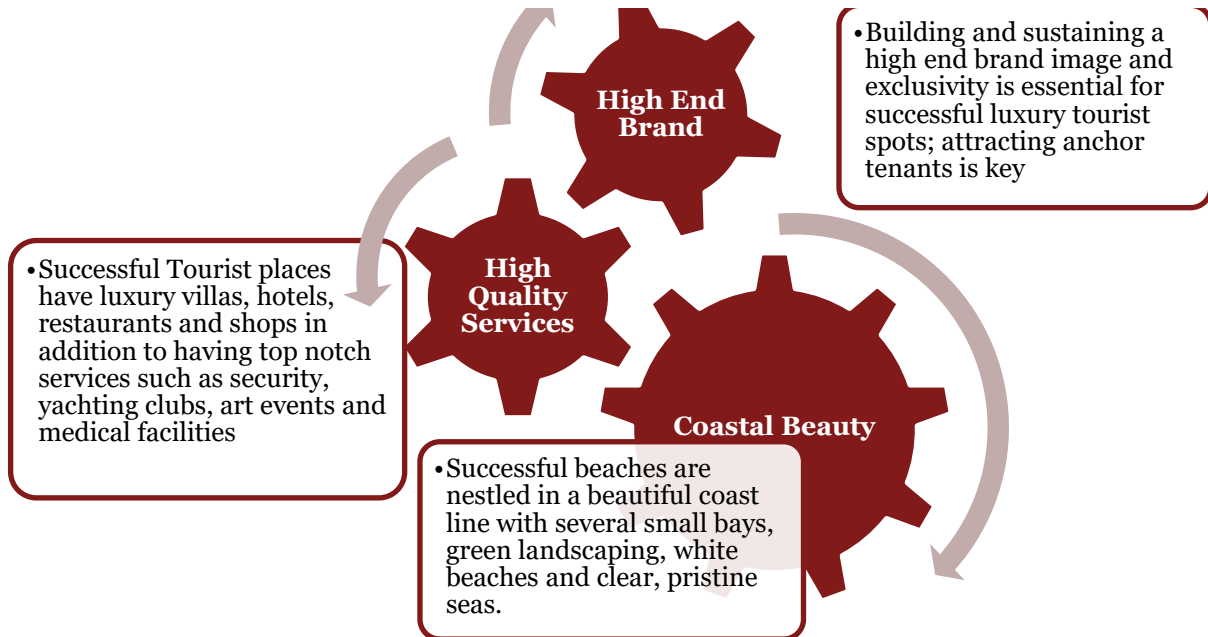 High End
Brand
•Building and sustaining a
high end brand image and
exclusivity is essential for
successful luxury tourist
spots; attracting anchor
tenants is key
High
Quality
Services
•Successful Tourist places
have luxury villas, hotels,
restaurants and shops in
addition to having top notch
services such as security,
yachting clubs, art events and
medical facilities
Coastal Beauty
•Successful beaches are
nestled in a beautiful coast
line with several small bays,
green landscaping, white
beaches and clear, pristine
seas.